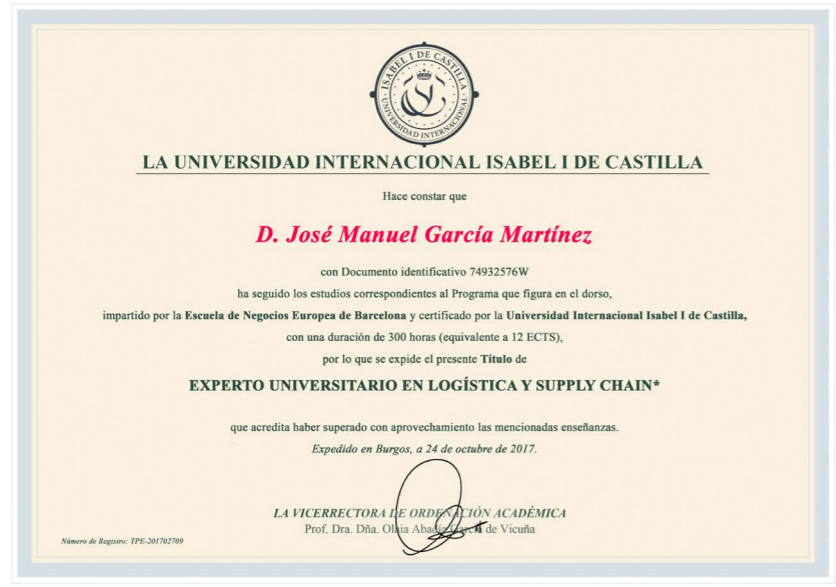 ISABEL I DE CASTILLA
UNIVERSIDAD INTERNACIONAL
LA UNIVERSIDAD INTERNACIONAL ISABEL I DE CASTILLA
Hace constar que
D. José Manuel García Martínez
con Documento identificativo 74932576W
ha seguido los estudios correspondientes al Programa que figura en el dorso,
impartido por la Escuela de Negocios Europea de Barcelona y certificado por la Universidad Internacional Isabel I de Castilla,
con una duración de 300 horas (equivalente a 12 ECTS),
por lo que se expide el presente Título de
EXPERTO UNIVERSITARIO EN LOGÍSTICA Y SUPPLY CHAIN*
que acredita haber superado con aprovechamiento las mencionadas enseñanzas.
Expedido en Burgos, a 24 de octubre de 2017.
LA VICERRECTORA DE ORDENACIÓN ACADÉMICA
Prof. Dra. Dña. Olaia Abadía García de Vicuña
Número de Registro: TPE-201702709